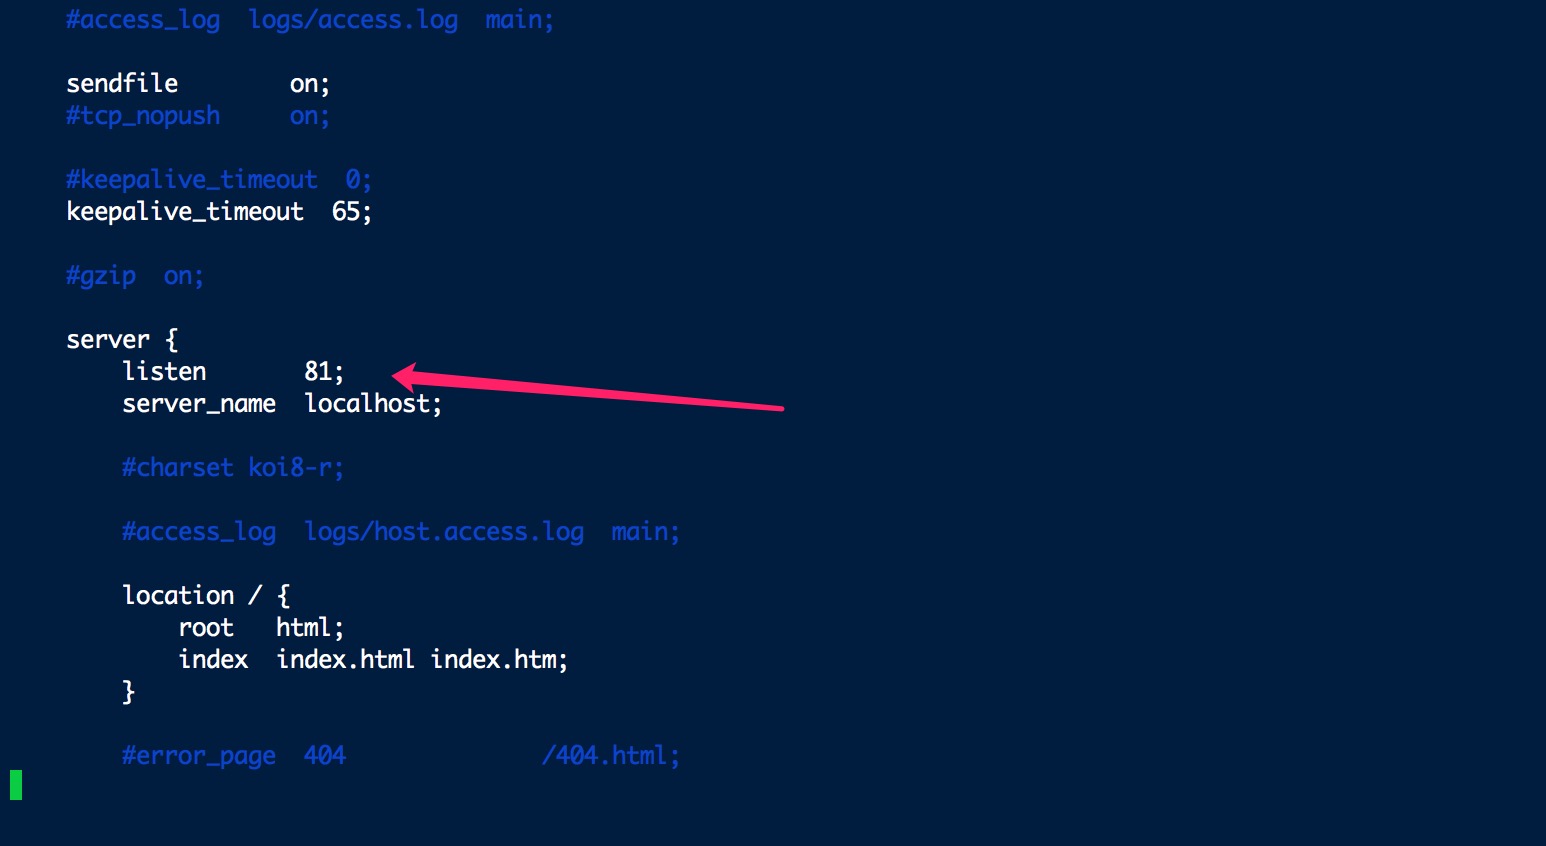 #access_log  logs/access.log  main;
sendfile        on;
#tcp_nopush     on;
#keepalive_timeout  0;
keepalive_timeout  65;
#gzip  on;
server {
listen       81;
server_name  localhost;
#charset koi8-r;
#access_log  logs/host.access.log  main;
location / {
root   html;
index  index.html index.htm;
}
#error_page  404              /404.html;